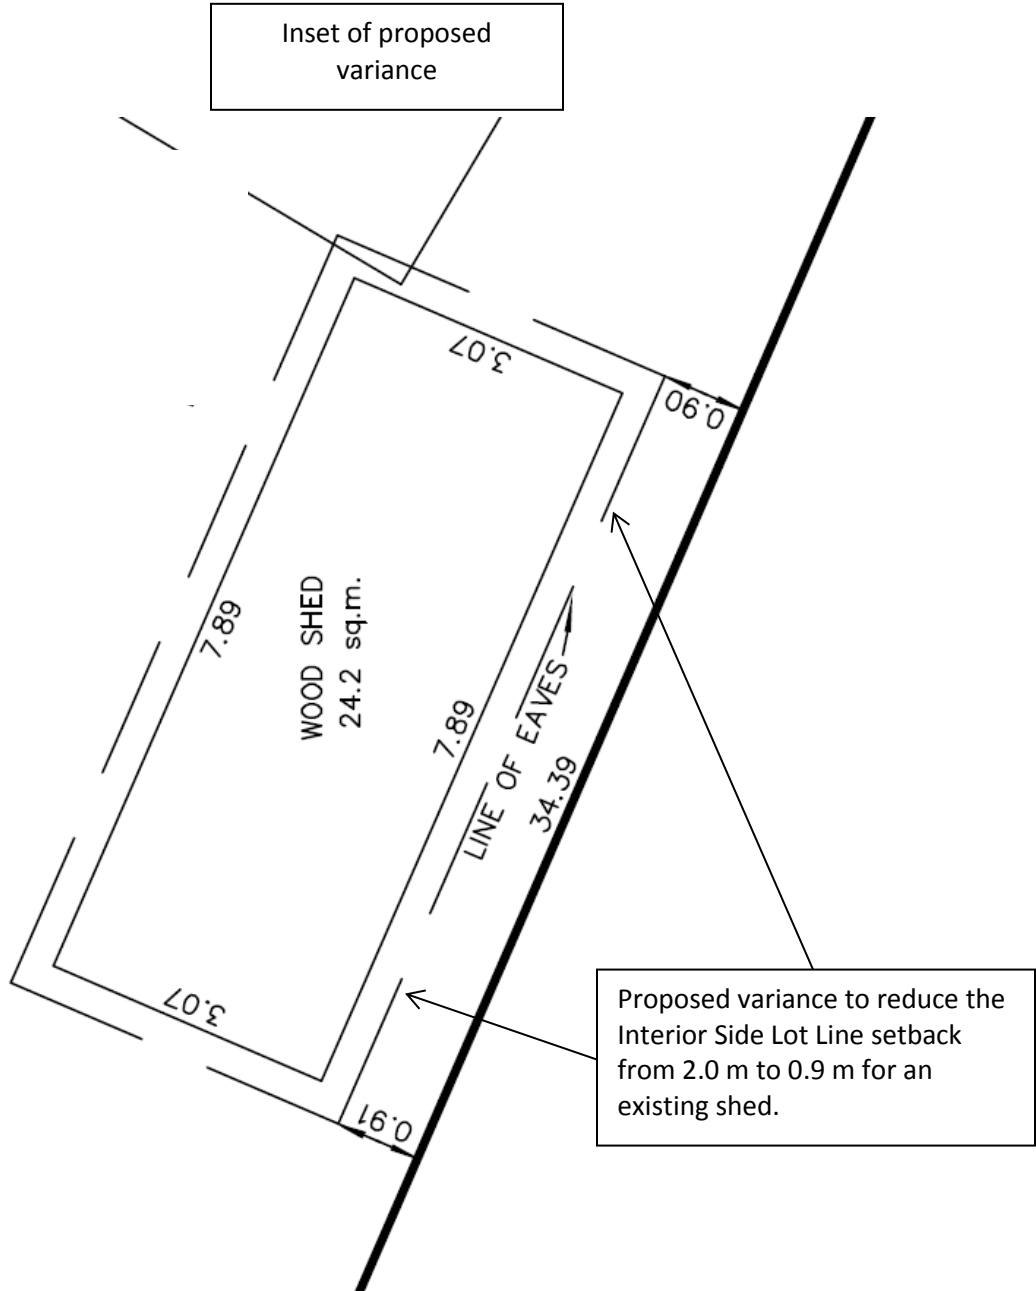 Inset of proposed
variance
3.07
0.90
7.89
WOOD SHED
24.2 sq.m.
7.89
LINE OF EAVES
34.39
3.07
0.91
Proposed variance to reduce the
Interior Side Lot Line setback
from 2.0 m to 0.9 m for an
existing shed.